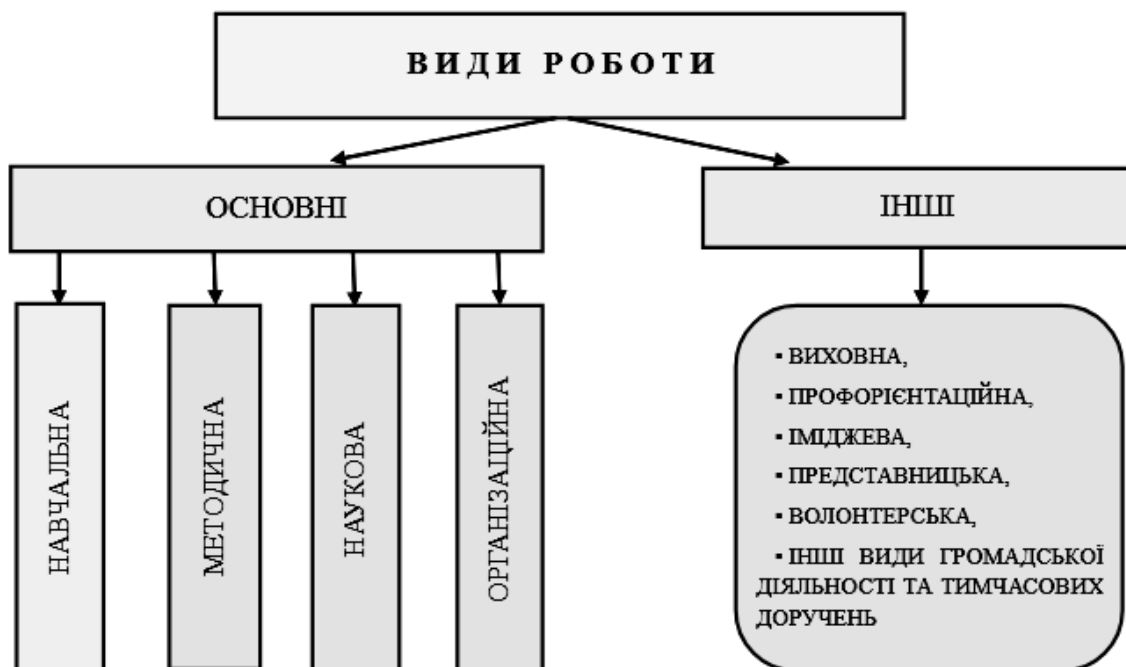 ВИДИ РОБОТИ
ОСНОВНІ
ІНШІ
НАВЧАЛЬНА
МЕТОДИЧНА
НАУКОВА
ОРГАНІЗАЦІЙНА
▪ ВИХОВНА,
▪ ПРОФОРІЄНТАЦІЙНА,
▪ ІМІДЖЕВА,
▪ ПРЕДСТАВНИЦЬКА,
▪ ВОЛОНТЕРСЬКА,
▪ ІНШІ ВИДИ ГРОМАДСЬКОЇ
ДІЯЛЬНОСТІ ТА ТИМЧАСОВИХ
ДОРУЧЕНЬ